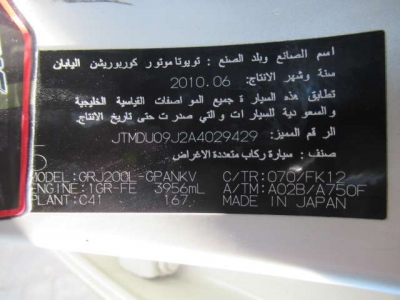 اسم الصانع وبلد الصنع : تويوتا موتور كوربوريشن اليابان
سنة وشهر الانتاج: 2010.06
تطابق هذه السيارة جميع المواصفات القياسية الخليجية
والسعودية للسيارات والتي صدرت حتى تاريخ الإنتاج.
الرقم المميز: JTMDU09J2A4029429
صنف: سيارة ركاب متعددة الاغراض
MODEL: GRJ200L-GPANKV C/TR: 070/FK12
ENGINE: 1GR-FE 3956mL A/TM: A02B/A750F
PLANT: C41 167 MADE IN JAPAN